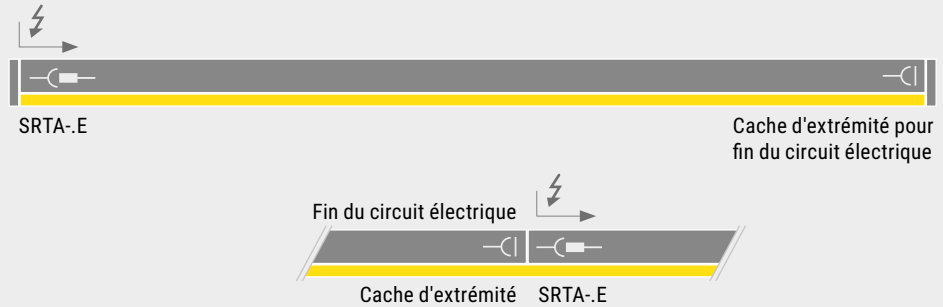 SRTA-.E
Cache d'extrémité pour
fin du circuit électrique
Fin du circuit électrique
Cache d'extrémité
SRTA-.E